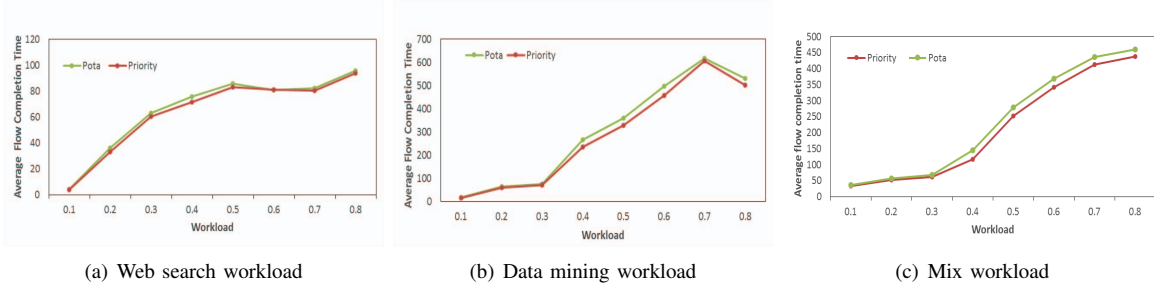 120
100
80
60
40
20
0
Average Flow Completion Time
Pota Priority
0.1 0.2 0.3 0.4 0.5 0.6 0.7 0.8
Workload
(a) Web search workload
700
600
500
400
300
200
100
0
Average Flow Completion Time
Pota Priority
0.1 0.2 0.3 0.4 0.5 0.6 0.7 0.8
Workload
(b) Data mining workload
500
450
400
350
300
250
200
150
100
50
0
Average flow completion time
Priority Pota
0.1 0.2 0.3 0.4 0.5 0.6 0.7 0.8
Workload
(c) Mix workload